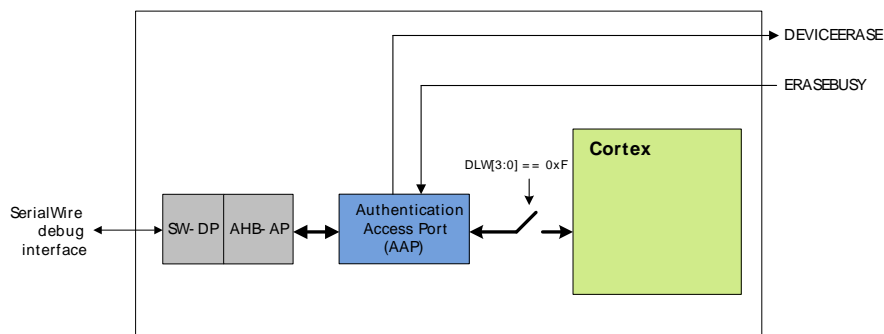 DEVICEERASE
ERASEBUSY
Cortex
DLW[3:0] == 0xF
SerialWire
debug
interface
SW-DP
AHB-AP
Authentication
Access Port
(AAP)